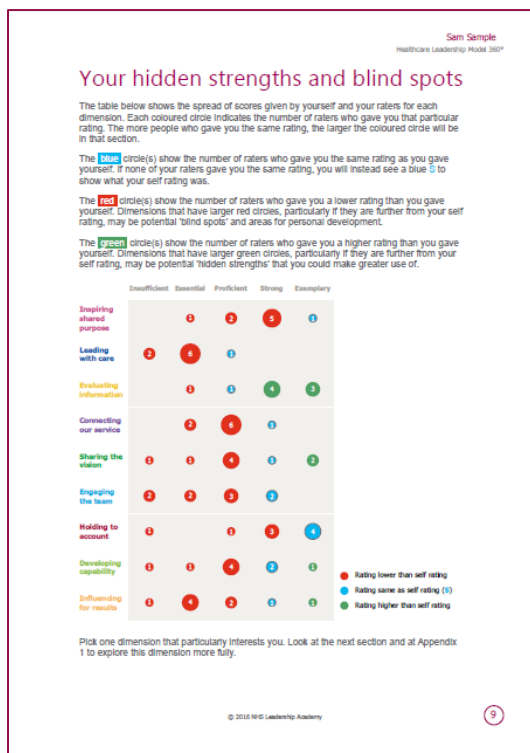 Sam Sample
Healthcare Leadership Model 360°
Your hidden strengths and blind spots
The table below shows the spread of scores given by yourself and your raters for each
dimension. Each coloured circle indicates the number of raters who gave you that particular
rating. The more people who gave you the same rating, the larger the coloured circle will be
in that section.
The blue circle(s) show the number of raters who gave you the same rating as you gave
yourself. If none of your raters gave you the same rating, you will instead see a blue S to
show what your self rating was.
The red circle(s) show the number of raters who gave you a lower rating than you gave
yourself. Dimensions that have larger red circles, particularly if they are further from your self
rating, may be potential 'blind spots' and areas for personal development.
The green circle(s) show the number of raters who gave you a higher rating than you gave
yourself. Dimensions that have larger green circles, particularly if they are further from your
self rating, may be potential 'hidden strengths' that you could make greater use of.
Insufficient Essential Proficient Strong Exemplary
Inspiring
shared
purpose
1 2 5 1
Leading
with care
2 6 1
Evaluating
information
1 1 4 3
Connecting
our service
2 6 1
Sharing the
vision
1 1 4 1 2
Engaging
the team
2 2 3 2
Holding to
account
1 1 3 4
Developing
capability
1 1 4 2 1
Influencing
for results
1 4 2 1 1
Rating lower than self rating
Rating same as self rating (S)
Rating higher than self rating
Pick one dimension that particularly interests you. Look at the next section and at Appendix
1 to explore this dimension more fully.
© 2016 NHS Leadership Academy
9